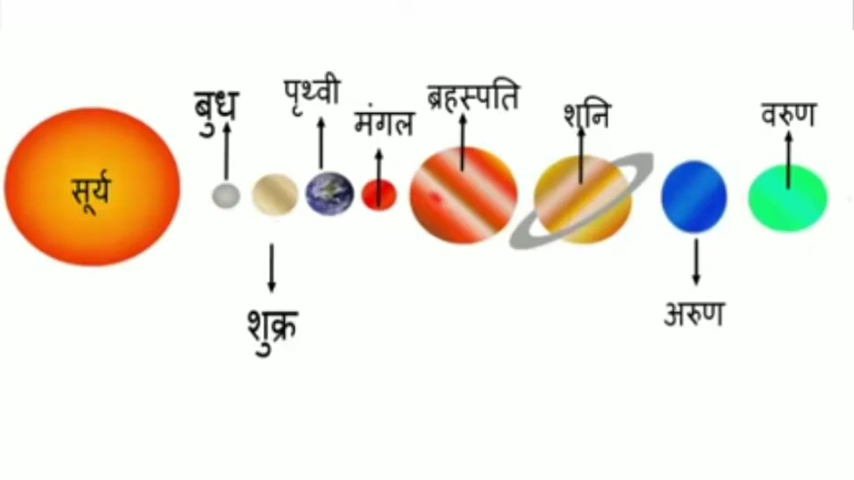 सूर्य
बुध
शुक्र
पृथ्वी
मंगल
ब्रहस्पति
शनि
अरुण
वरुण